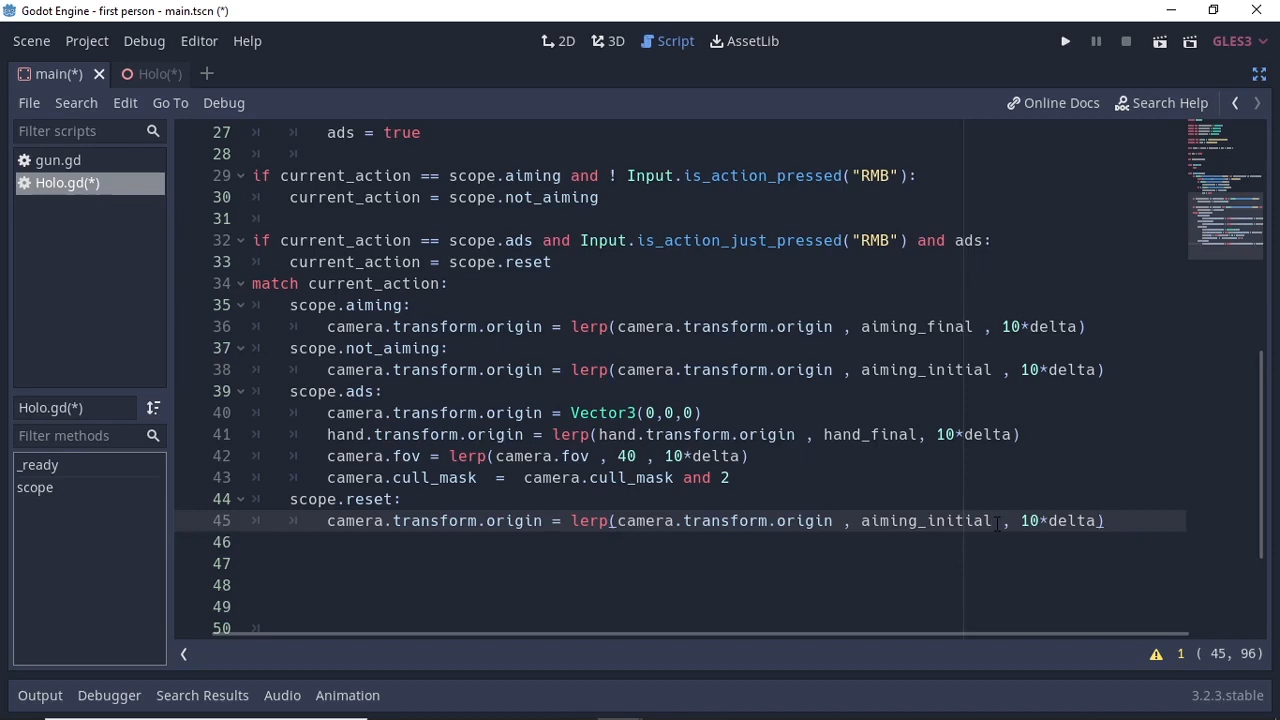 Godot Engine - first person - main.tscn (*)
Scene Project Debug Editor Help 2D 3D Script AssetLib GLES3
main(*) Holo(*)
File Search Edit Go To Debug Online Docs Search Help
Filter scripts
gun.gd
Holo.gd(*)
Holo.gd(*)
Filter methods
_ready
scope
27 ads = true
28
29 if current_action == scope.aiming and ! Input.is_action_pressed("RMB"):
30 current_action = scope.not_aiming
31
32 if current_action == scope.ads and Input.is_action_just_pressed("RMB") and ads:
33 current_action = scope.reset
34 match current_action:
35 scope.aiming:
36 camera.transform.origin = lerp(camera.transform.origin , aiming_final , 10*delta)
37 scope.not_aiming:
38 camera.transform.origin = lerp(camera.transform.origin , aiming_initial , 10*delta)
39 scope.ads:
40 camera.transform.origin = Vector3(0,0,0)
41 hand.transform.origin = lerp(hand.transform.origin , hand_final, 10*delta)
42 camera.fov = lerp(camera.fov , 40 , 10*delta)
43 camera.cull_mask  =  camera.cull_mask and 2
44 scope.reset:
45 camera.transform.origin = lerp(camera.transform.origin , aiming_initial , 10*delta)
46
47
48
49
50
1 ( 45, 96)
Output Debugger Search Results Audio Animation 3.2.3.stable